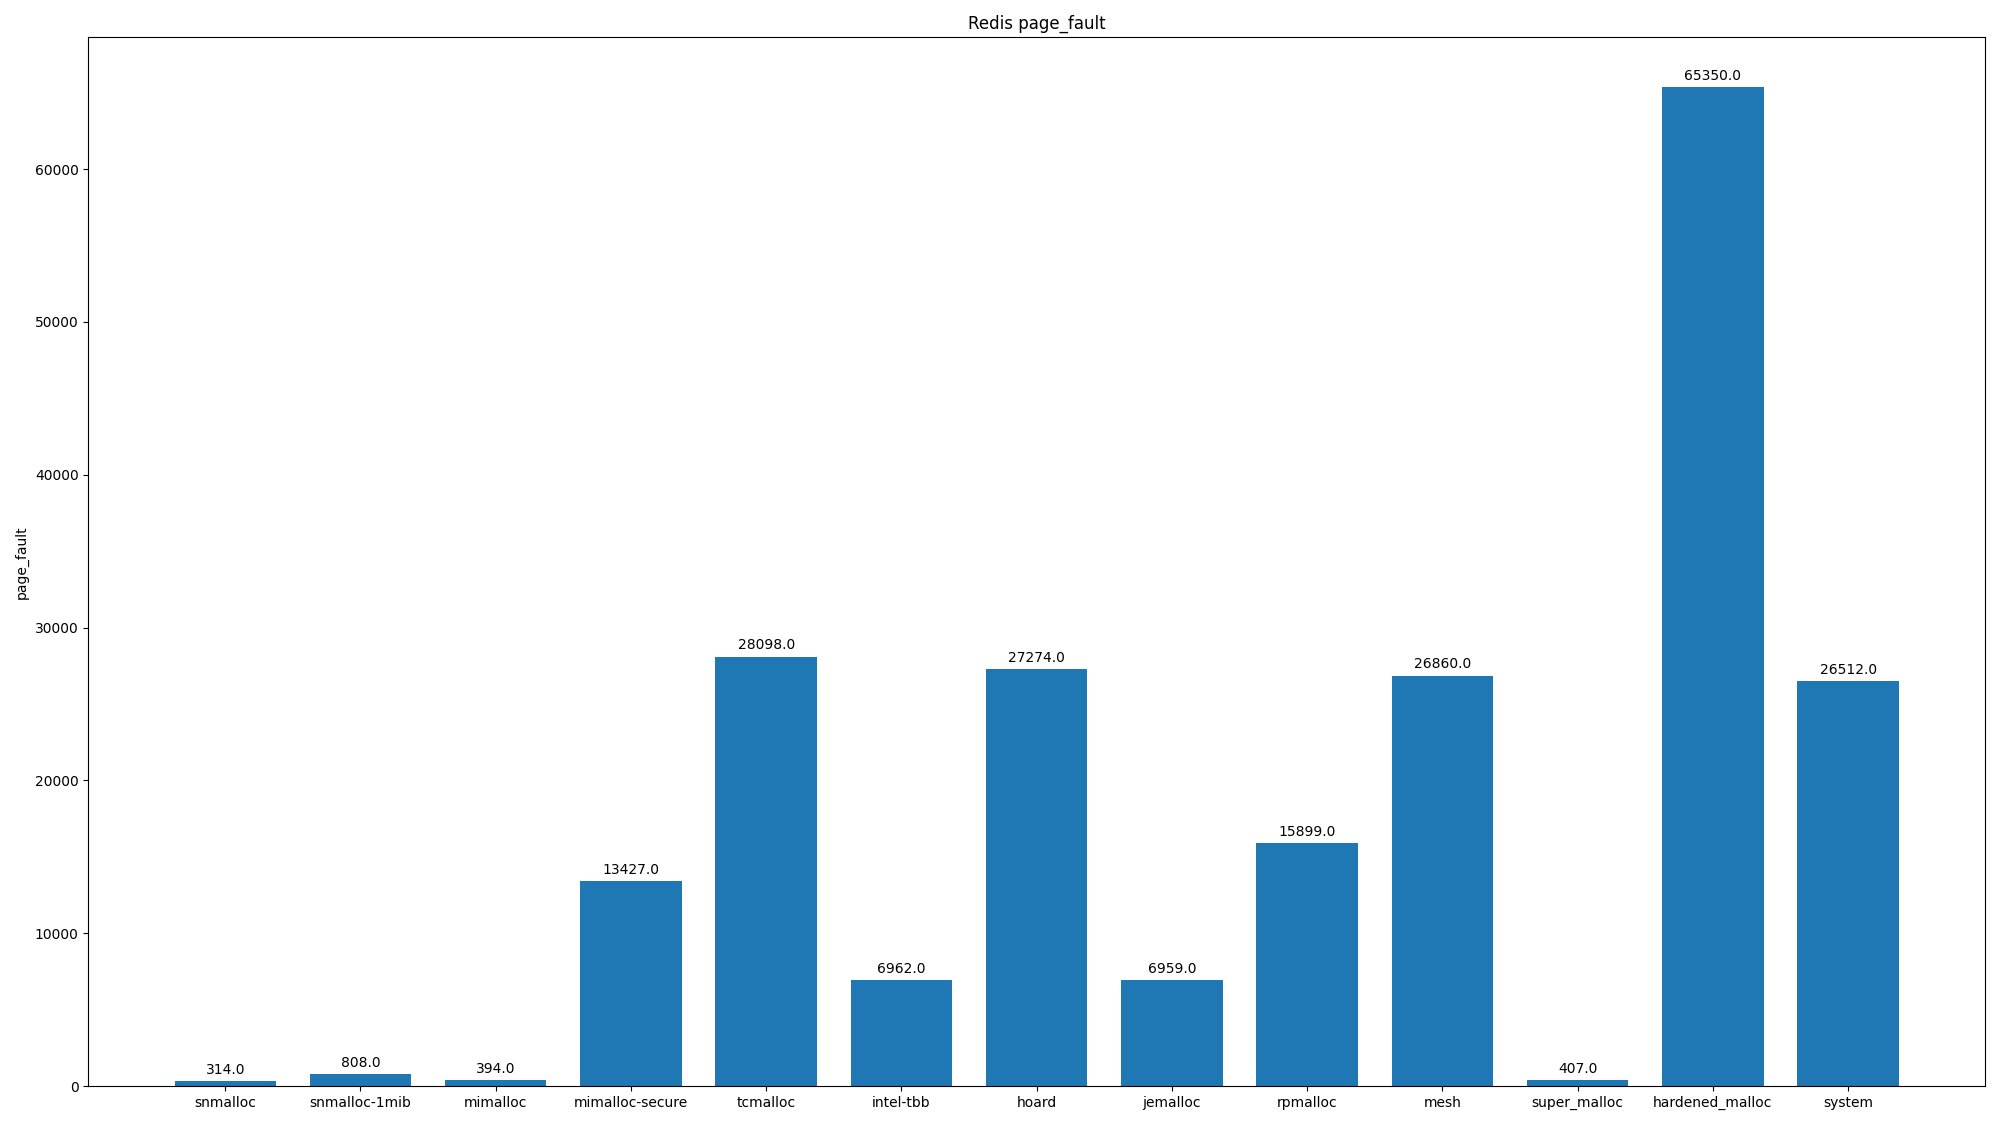 Redis page_fault
page_fault
60000
50000
40000
30000
20000
10000
0
314.0
808.0
394.0
13427.0
28098.0
6962.0
27274.0
6959.0
15899.0
26860.0
407.0
65350.0
26512.0
snmalloc
snmalloc-1mib
mimalloc
mimalloc-secure
tcmalloc
intel-tbb
hoard
jemalloc
rpmalloc
mesh
super_malloc
hardened_malloc
system